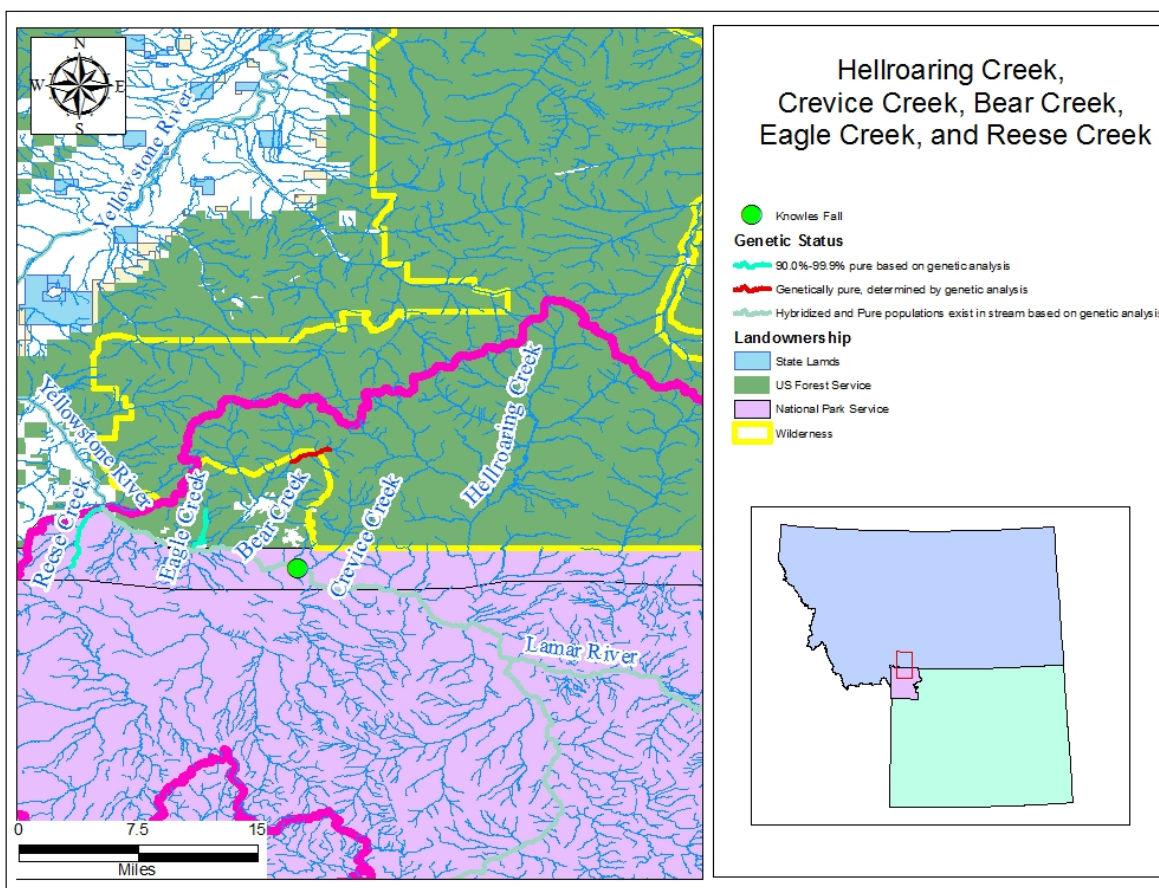 Hellroaring Creek,
Crevice Creek, Bear Creek,
Eagle Creek, and Reese Creek
Knowles Fall
Genetic Status
90.0%-99.9% pure based on genetic analysis
Genetically pure, determined by genetic analysis
Hybridized and Pure populations exist in stream based on genetic analysis
Landownership
State Lamds
US Forest Service
National Park Service
Wilderness
N
W
E
S
Yellowstone River
Yellowstone River
Reese Creek
Eagle Creek
Bear Creek
Crevice Creek
Hellroaring Creek
Lamar River
0 7.5 15
Miles